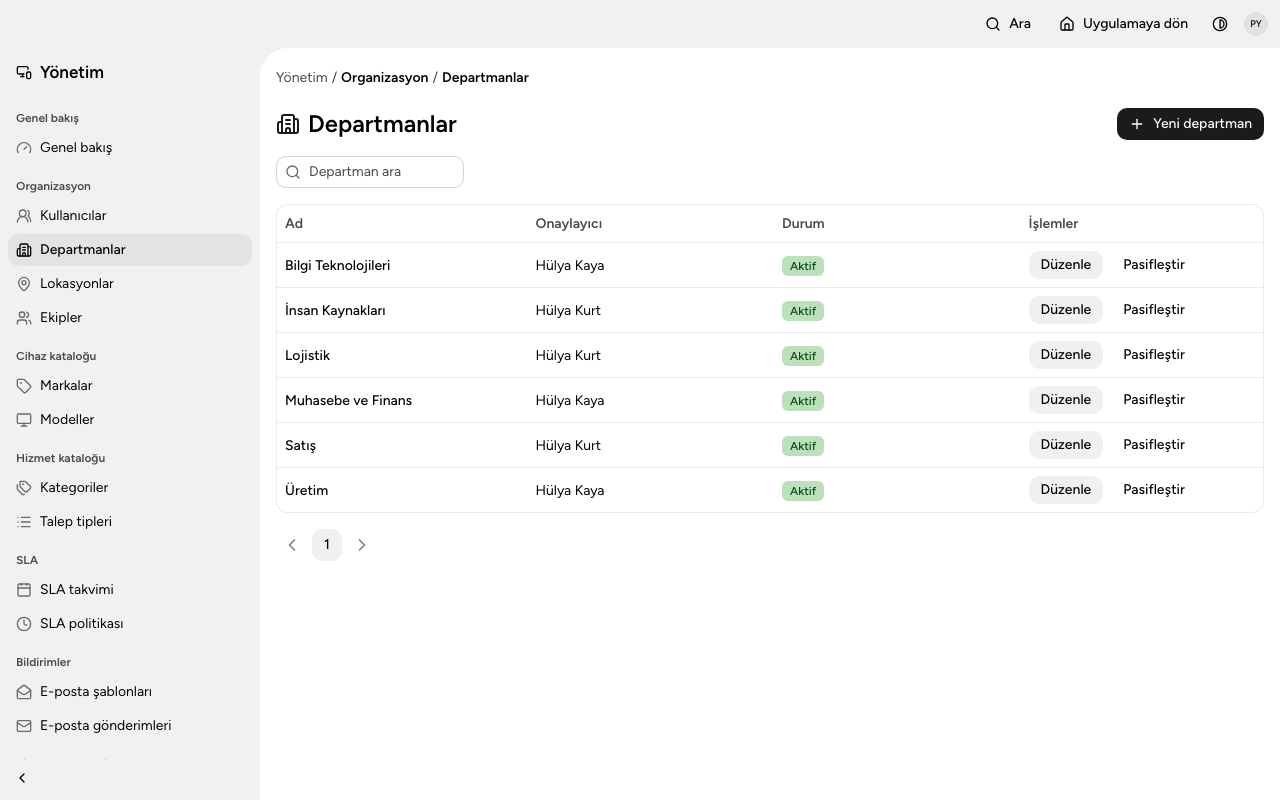 Ara
Uygulamaya dön
PY
Yönetim
Genel bakış
Genel bakış
Organizasyon
Kullanıcılar
Departmanlar
Lokasyonlar
Ekipler
Cihaz kataloğu
Markalar
Modeller
Hizmet kataloğu
Kategoriler
Talep tipleri
SLA
SLA takvimi
SLA politikası
Bildirimler
E-posta şablonları
E-posta gönderimleri
Yönetim / Organizasyon / Departmanlar
Departmanlar
Yeni departman
Departman ara
Ad Onaylayıcı Durum İşlemler
Bilgi Teknolojileri Hülya Kaya Aktif Düzenle Pasifleştir
İnsan Kaynakları Hülya Kurt Aktif Düzenle Pasifleştir
Lojistik Hülya Kurt Aktif Düzenle Pasifleştir
Muhasebe ve Finans Hülya Kaya Aktif Düzenle Pasifleştir
Satış Hülya Kurt Aktif Düzenle Pasifleştir
Üretim Hülya Kaya Aktif Düzenle Pasifleştir
1